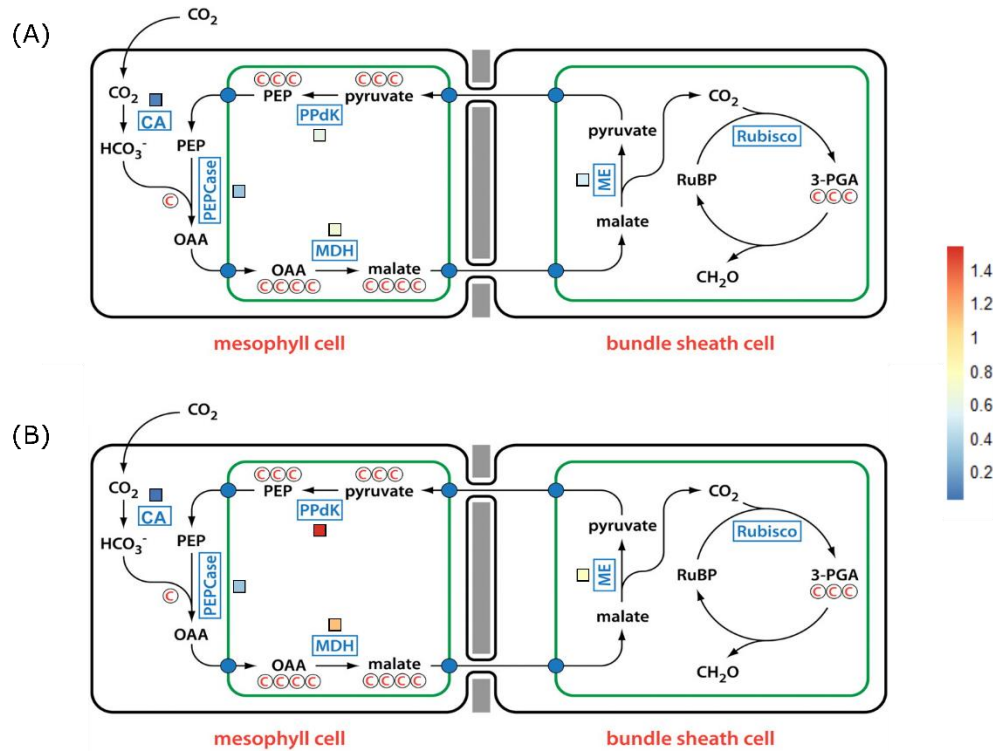 (A)
CO2
CO2
CA
HCO3-
PEP
PEPCase
C
OAA
C C C
C C C
PEP
pyruvate
PPdK
MDH
OAA
malate
C C C C
C C C C
pyruvate
ME
malate
CO2
Rubisco
RuBP
3-PGA
C C C
CH2O
mesophyll cell
bundle sheath cell
1.4
1.2
1
0.8
0.6
0.4
0.2
(B)
CO2
CO2
CA
HCO3-
PEP
PEPCase
C
OAA
C C C
C C C
PEP
pyruvate
PPdK
MDH
OAA
malate
C C C C
C C C C
pyruvate
ME
malate
CO2
Rubisco
RuBP
3-PGA
C C C
CH2O
mesophyll cell
bundle sheath cell